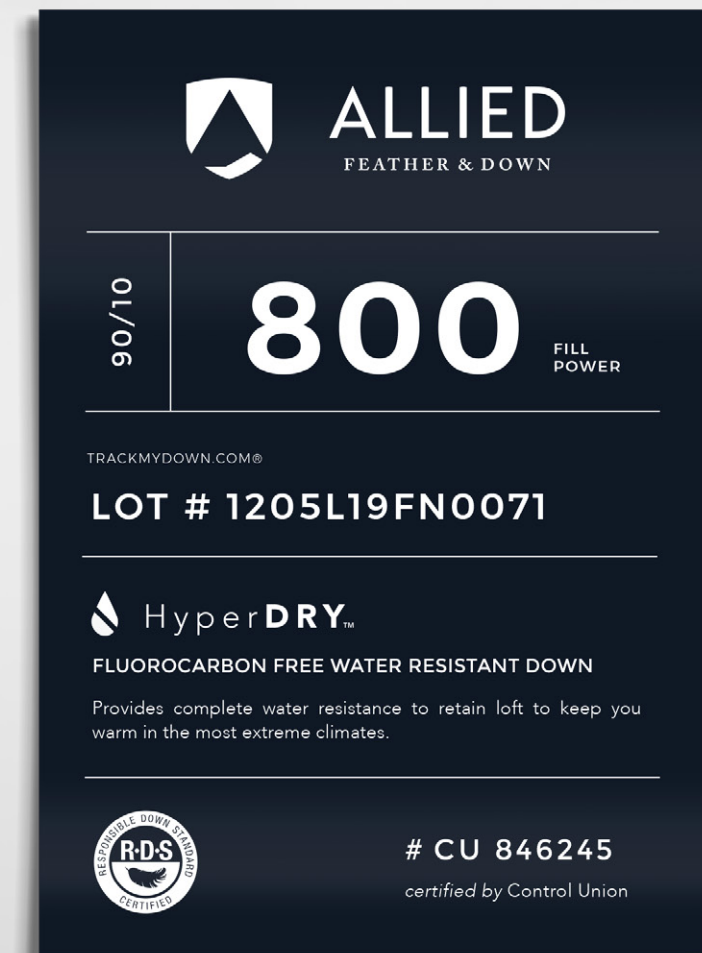 ALLIED
FEATHER & DOWN
90/10
800
FILL
POWER
TRACKMYDOWN.COM®
LOT # 1205L19FN0071
HyperDRY™
FLUOROCARBON FREE WATER RESISTANT DOWN
Provides complete water resistance to retain loft to keep you
warm in the most extreme climates.
RESPONSIBLE DOWN STANDARD
R·D·S
CERTIFIED
# CU 846245
certified by Control Union